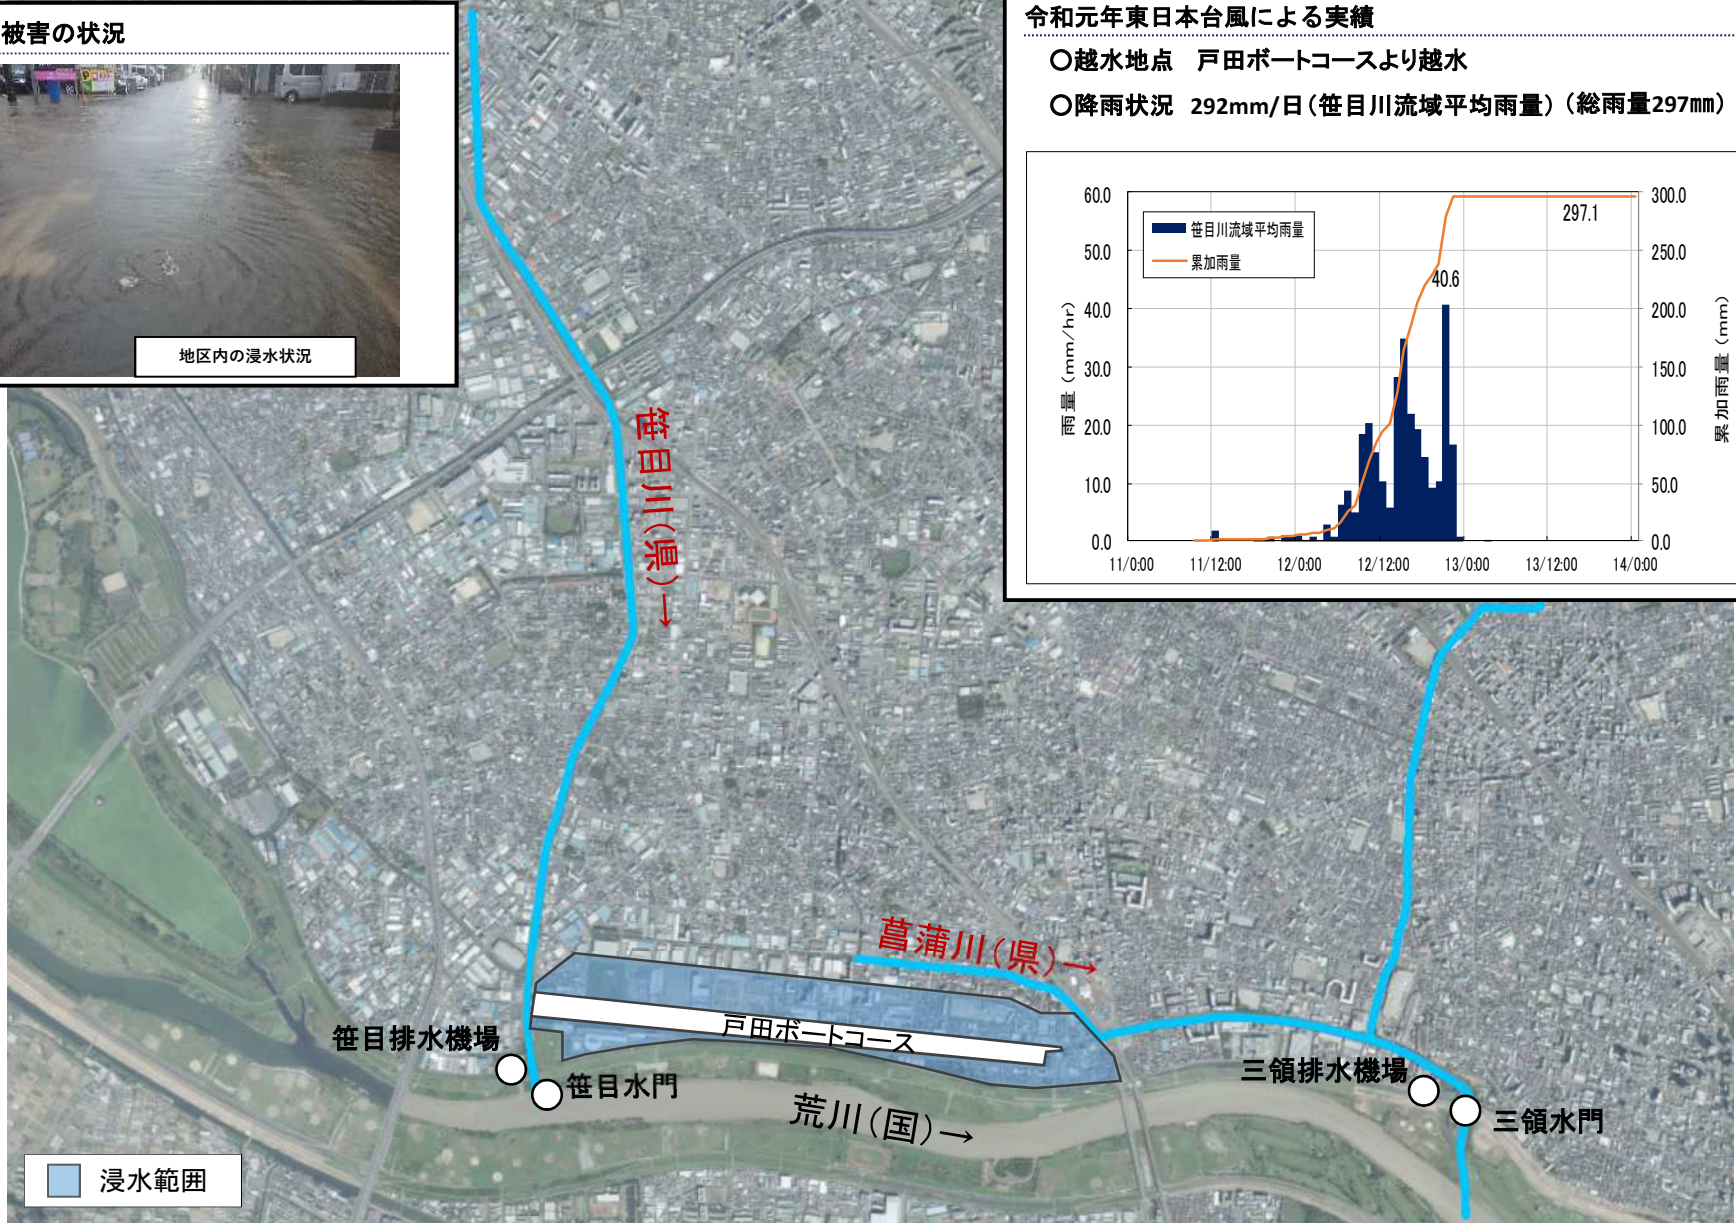 被害の状況
地区内の浸水状況
令和元年東日本台風による実績
○越水地点 戸田ボートコースより越水
○降雨状況 292mm/日(笹目川流域平均雨量)(総雨量297㎜)
笹目川流域平均雨量
累加雨量
297.1
40.6
雨量(mm/hr)
60.0
50.0
40.0
30.0
20.0
10.0
0.0
累加雨量(mm)
300.0
250.0
200.0
150.0
100.0
50.0
0.0
11/0:00 11/12:00 12/0:00 12/12:00 13/0:00 13/12:00 14/0:00
笹目川(県)→
菖蒲川(県)→
戸田ボートコース
笹目排水機場
笹目水門
荒川(国)→
三領排水機場
三領水門
浸水範囲